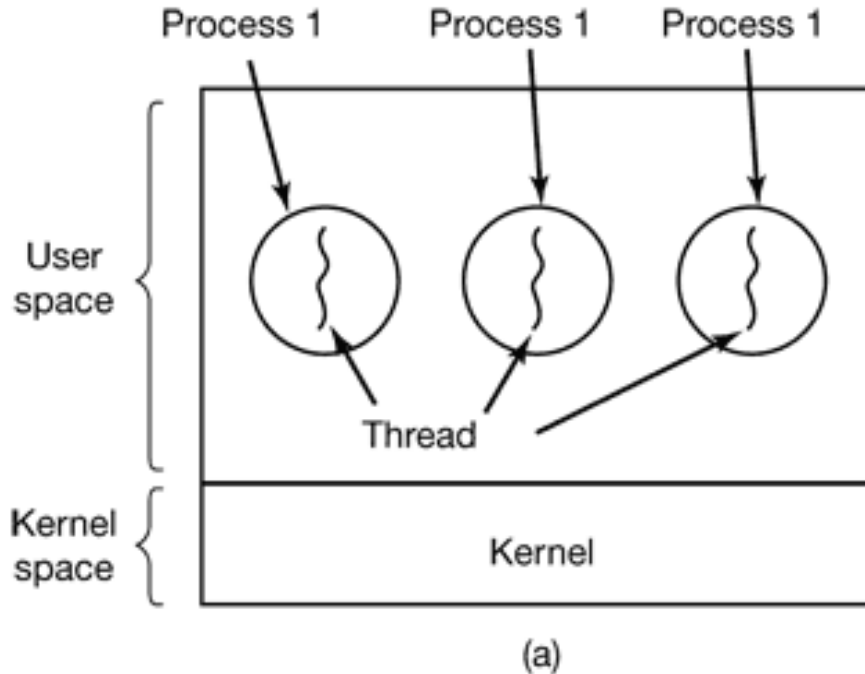 Process 1 Process 1 Process 1
User
space
Thread
Kernel
space
Kernel
(a)